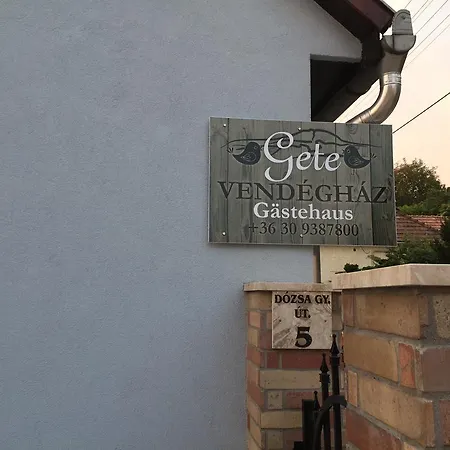 Gete
VENDÉGHÁZ
Gästehaus
+36 30 9387800
DÓZSA GY.
ÚT.
5